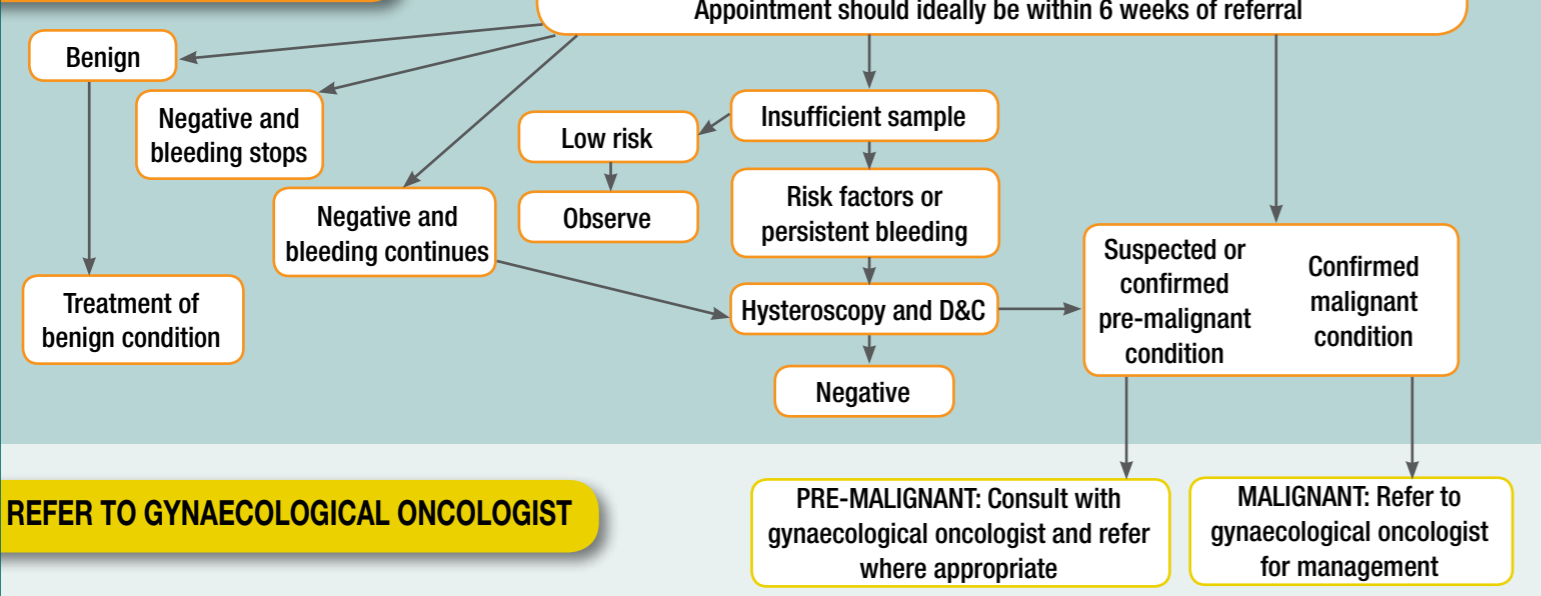 Appointment should ideally be within 6 weeks of referral
Benign
Negative and
bleeding stops
Negative and
bleeding continues
Treatment of
benign condition
Low risk
Observe
Insufficient sample
Risk factors or
persistent bleeding
Hysteroscopy and D&C
Negative
Suspected or
confirmed
pre-malignant
condition
Confirmed
malignant
condition
REFER TO GYNAECOLOGICAL ONCOLOGIST
PRE-MALIGNANT: Consult with
gynaecological oncologist and refer
where appropriate
MALIGNANT: Refer to
gynaecological oncologist
for management